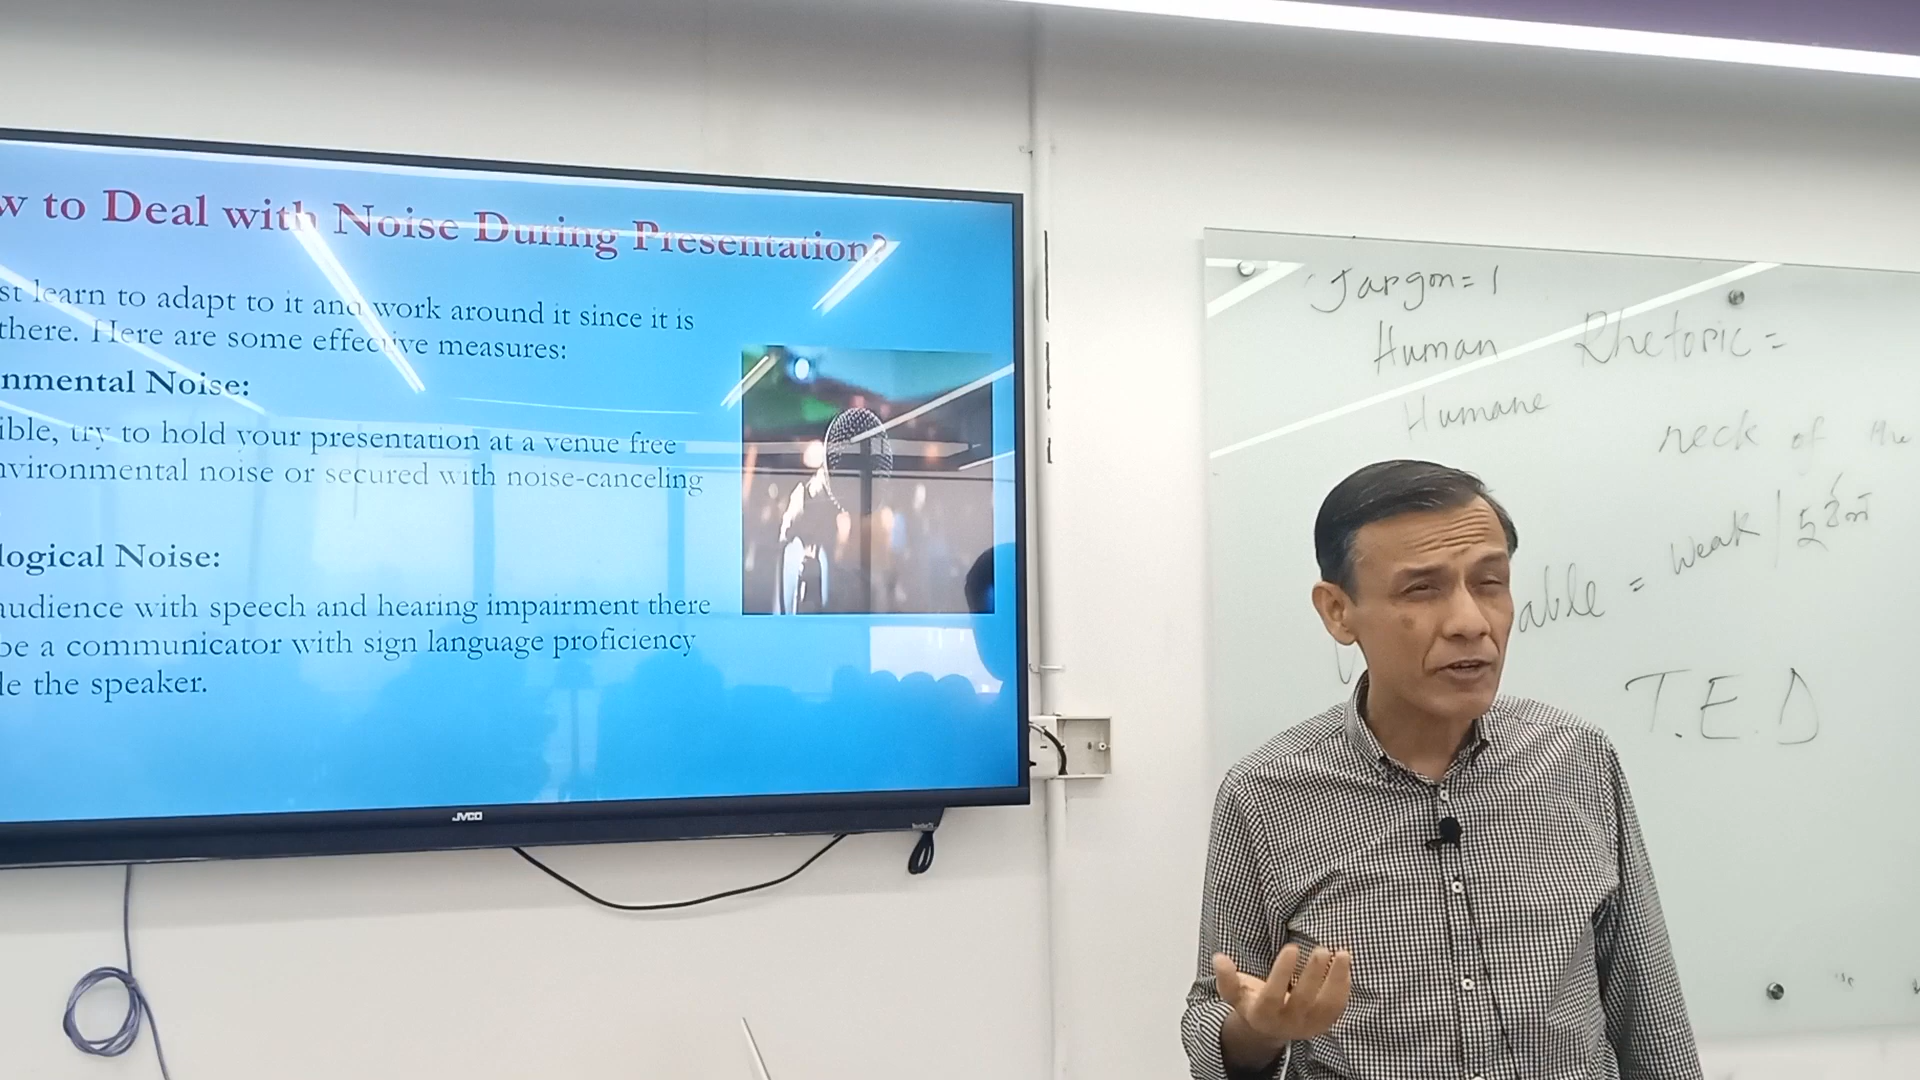 w to Deal with Noise During Presentation?
st learn to adapt to it and work around it since it is
there. Here are some effective measures:
nmental Noise:
ible, try to hold your presentation at a venue free
nvironmental noise or secured with noise-canceling
logical Noise:
audience with speech and hearing impairment there
be a communicator with sign language proficiency
le the speaker.
JVCO
Jargon = 1
Human
Rhetoric =
Humane
neck of the
able = weak /
T.E.D